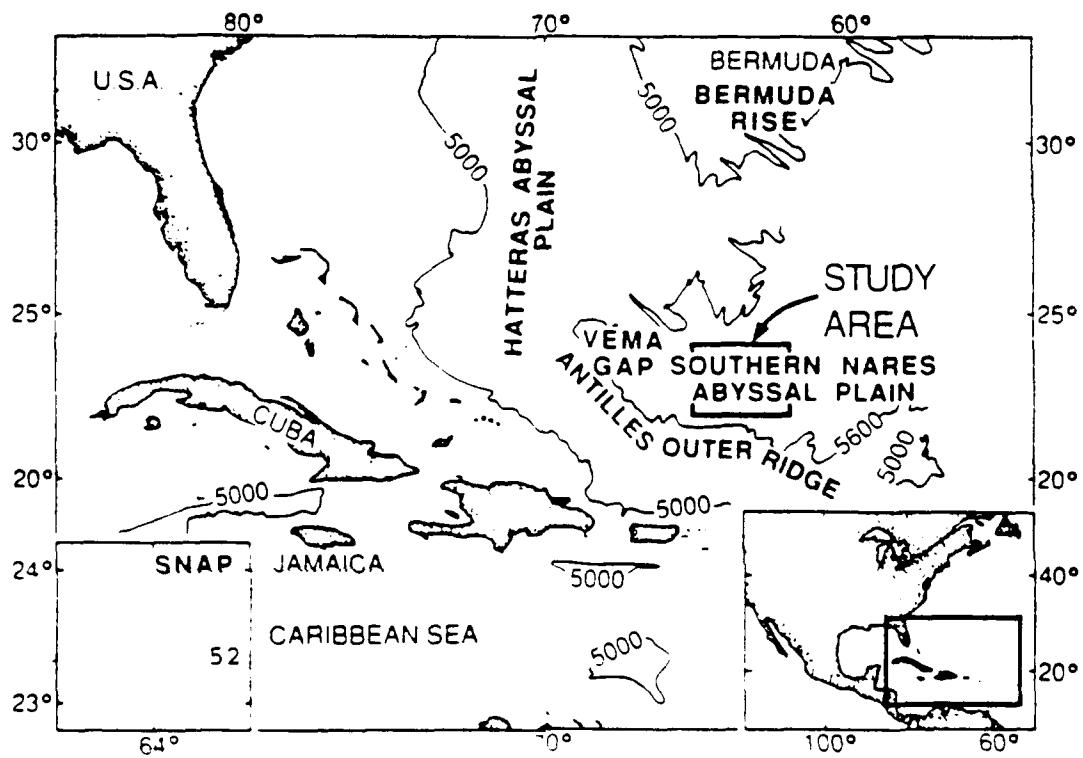 80° 70° 60°
U.S.A.
BERMUDA
BERMUDA
RISE
5000
5000
30° 30°
HATTERAS ABYSSAL
PLAIN
STUDY
AREA
25° 25°
VEMA
GAP SOUTHERN NARES
ABYSSAL PLAIN
ANTILLES OUTER RIDGE
5600
5000
CUBA
20° 20°
5000
5000
SNAP
JAMAICA
24°
5000
40°
CARIBBEAN SEA
52
5000
20°
23°
64° 100° 60°